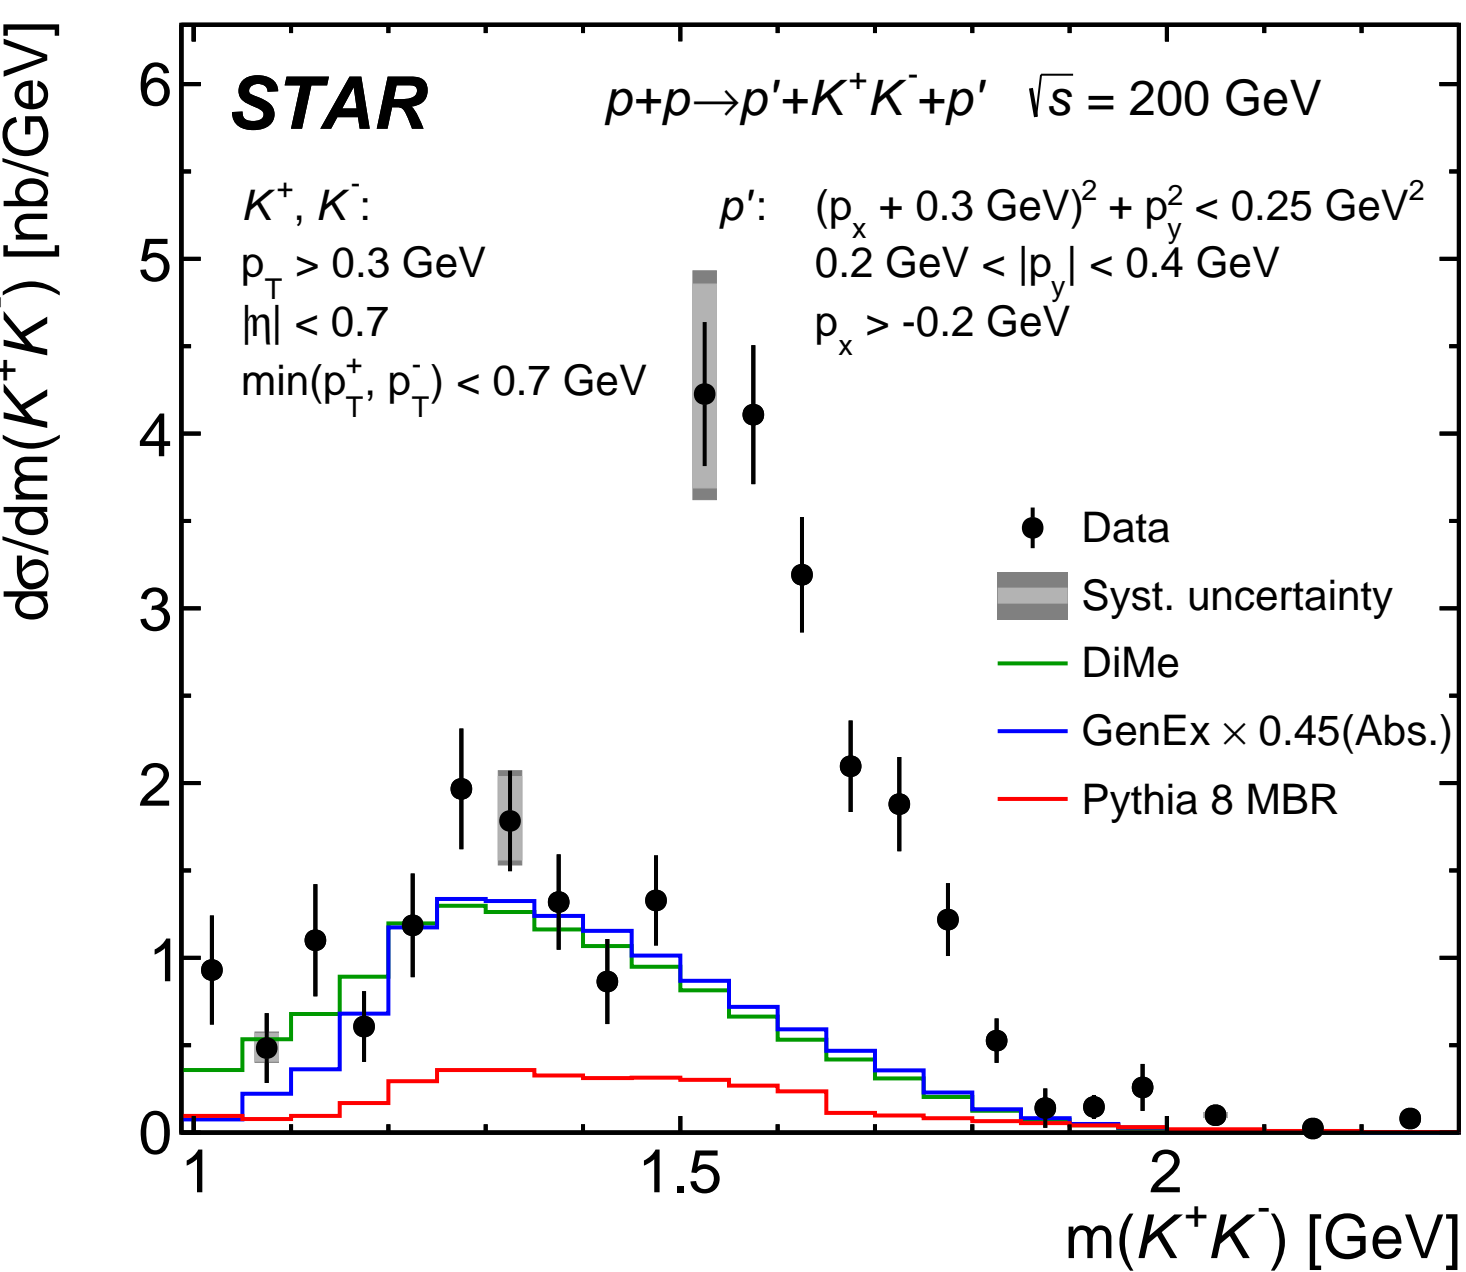 dσ/dm(K⁺K⁻) [nb/GeV]
6
5
4
3
2
1
0
STAR
p+p→p′+K⁺K⁻+p′ √s = 200 GeV
K⁺, K⁻:
p_T > 0.3 GeV
|η| < 0.7
min(p_T⁺, p_T⁻) < 0.7 GeV
p′: (p_x + 0.3 GeV)² + p_y² < 0.25 GeV²
0.2 GeV < |p_y| < 0.4 GeV
p_x > -0.2 GeV
Data
Syst. uncertainty
DiMe
GenEx × 0.45(Abs.)
Pythia 8 MBR
1 1.5 2
m(K⁺K⁻) [GeV]